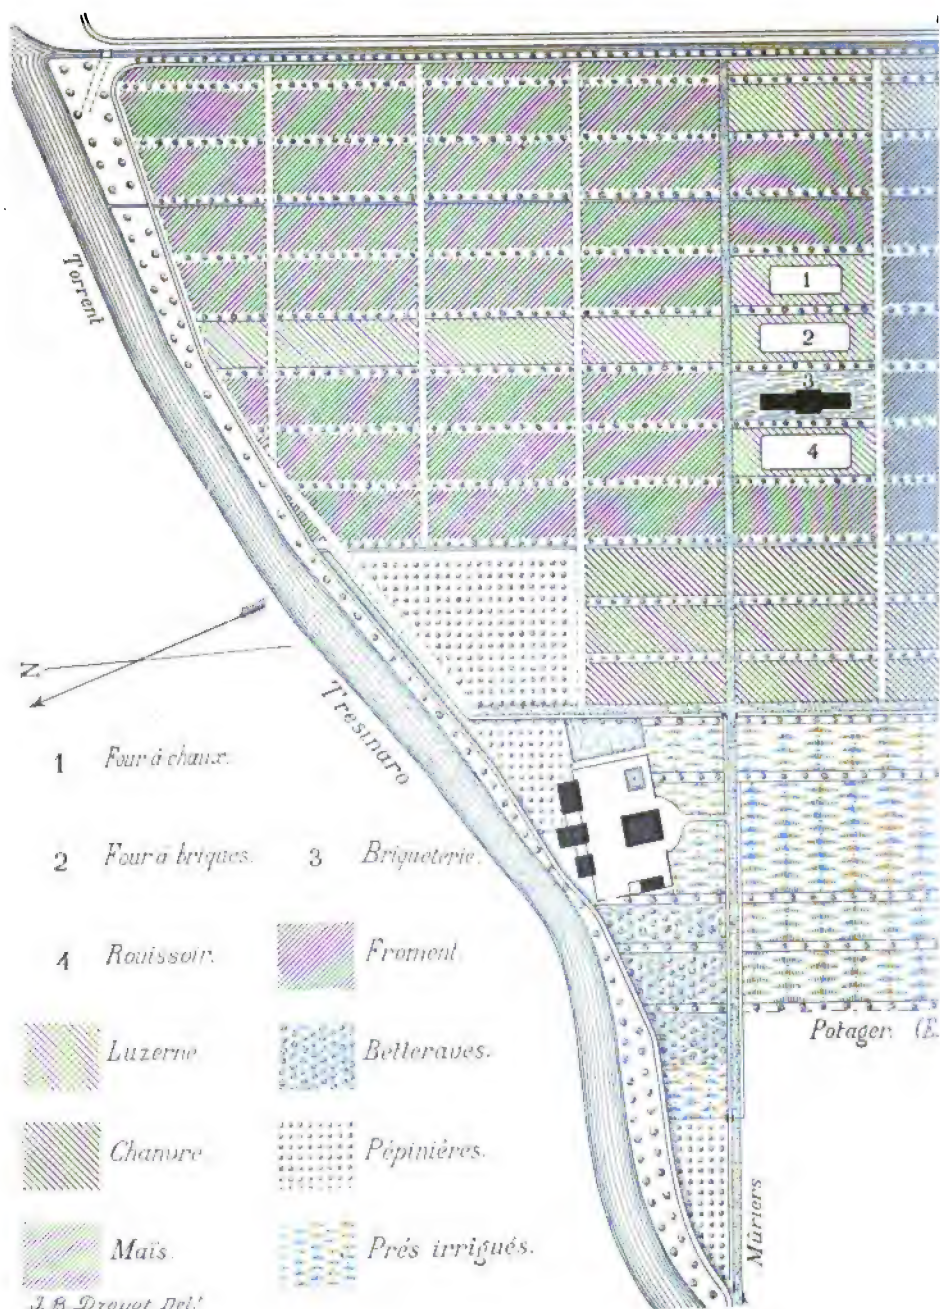 1
2
3
4
Torrent
N.
Tresinaro
1 Four à chaux.
2 Four à briques. 3 Briqueterie.
4 Rouissoir. Froment.
Luzerne Betteraves.
Chanvre Pépinières.
Maïs. Prés irrigués.
Potager. (E.
Mûriers
J.B. Drouot Del.t